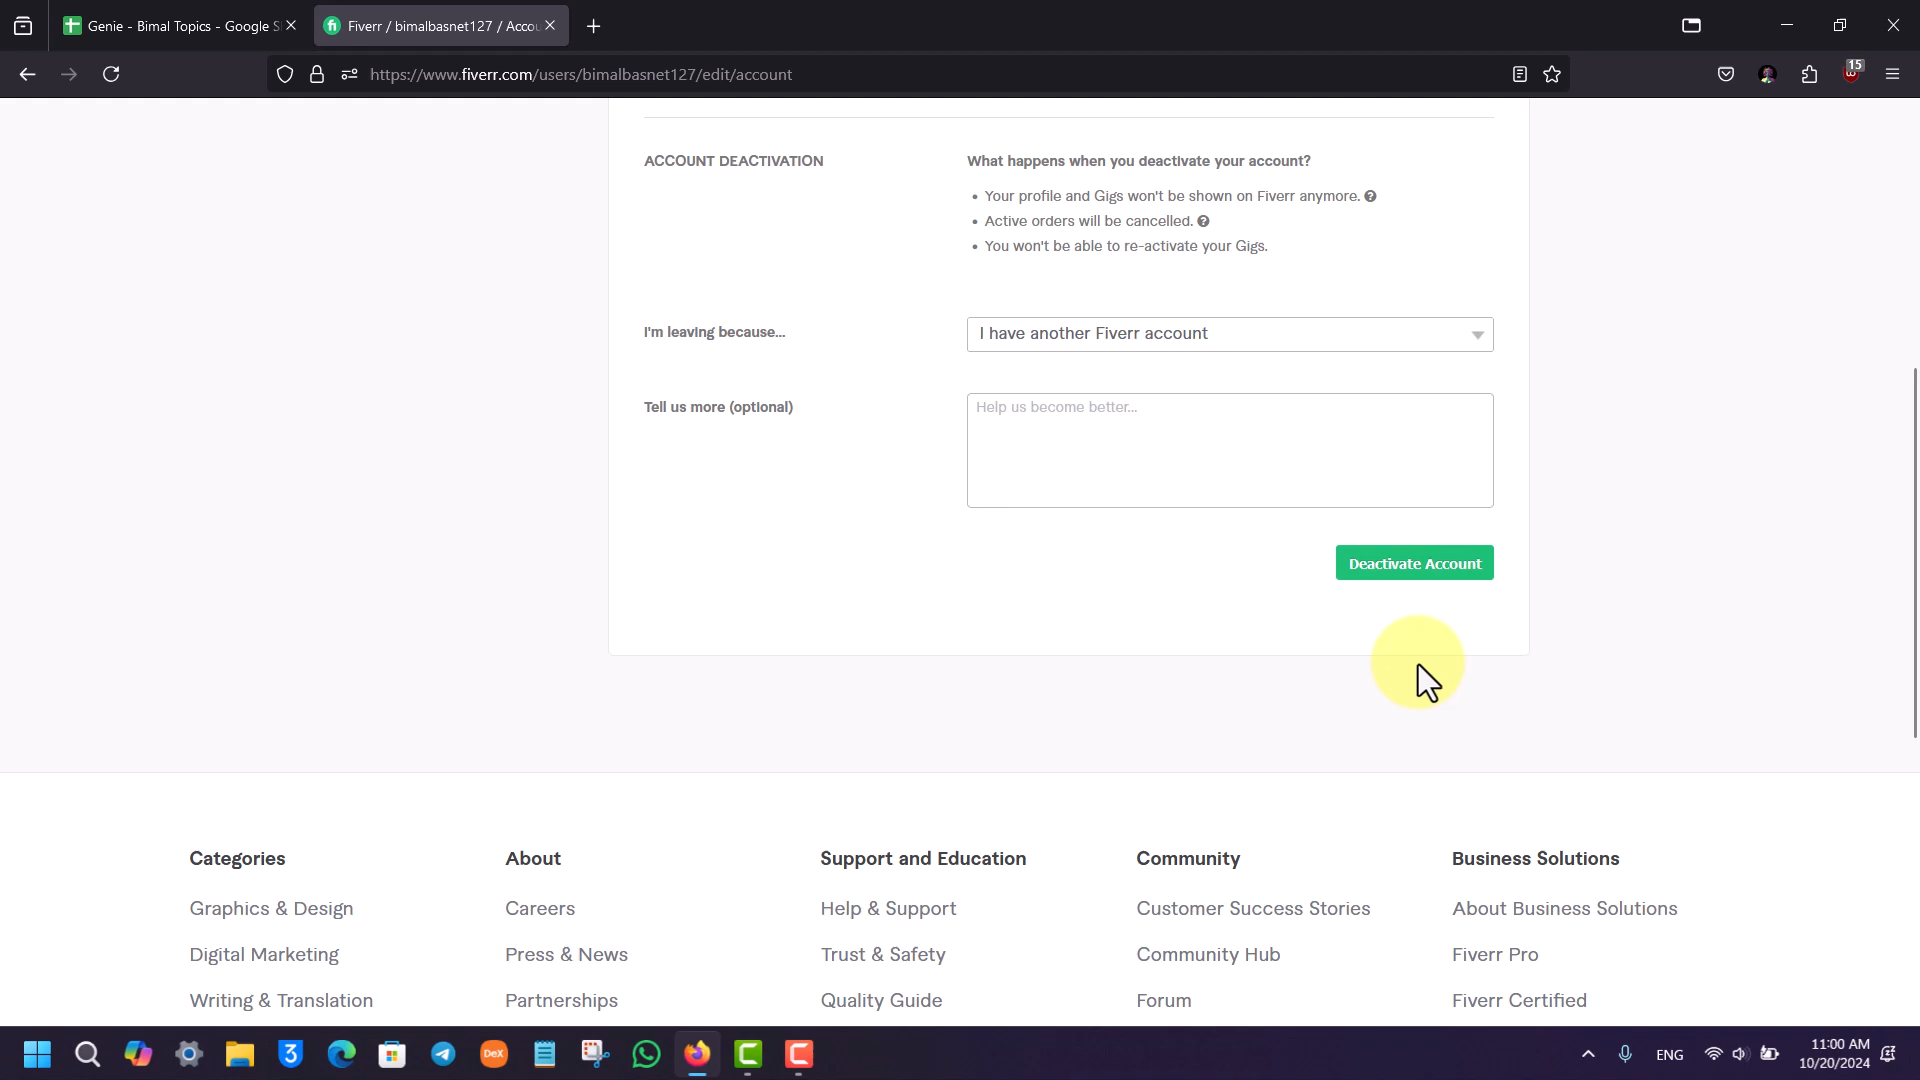 Genie - Bimal Topics - Google S
Fiverr / bimalbasnet127 / Accou
https://www.fiverr.com/users/bimalbasnet127/edit/account
15
ACCOUNT DEACTIVATION
What happens when you deactivate your account?
• Your profile and Gigs won't be shown on Fiverr anymore. ?
• Active orders will be cancelled. ?
• You won't be able to re-activate your Gigs.
I'm leaving because...
I have another Fiverr account
Tell us more (optional)
Help us become better...
Deactivate Account
Categories
About
Support and Education
Community
Business Solutions
Graphics & Design
Careers
Help & Support
Customer Success Stories
About Business Solutions
Digital Marketing
Press & News
Trust & Safety
Community Hub
Fiverr Pro
Writing & Translation
Partnerships
Quality Guide
Forum
Fiverr Certified
3
DeX
ENG
11:00 AM
10/20/2024